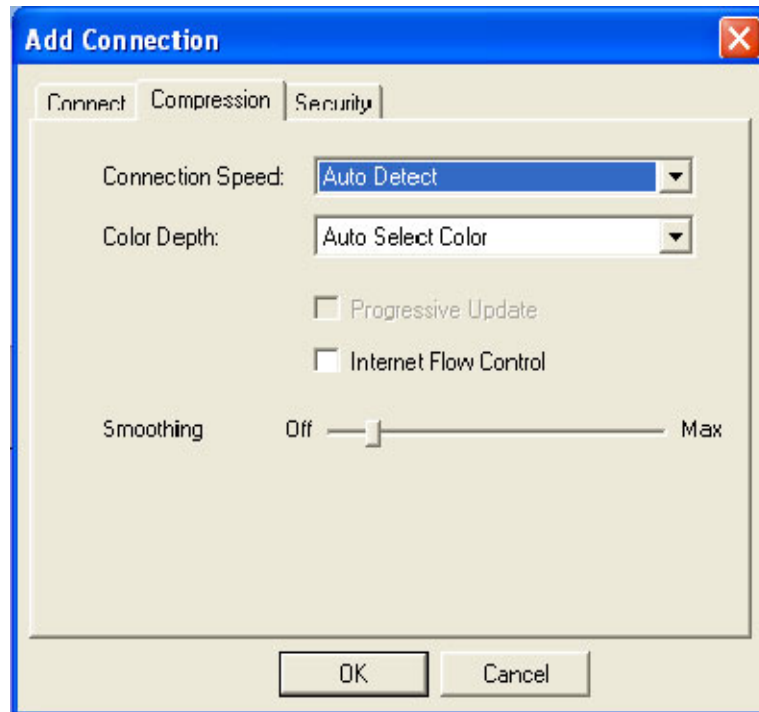 Add Connection
Connect Compression Security
Connection Speed: Auto Detect
Color Depth: Auto Select Color
Progressive Update
Internet Flow Control
Smoothing Off Max
OK Cancel